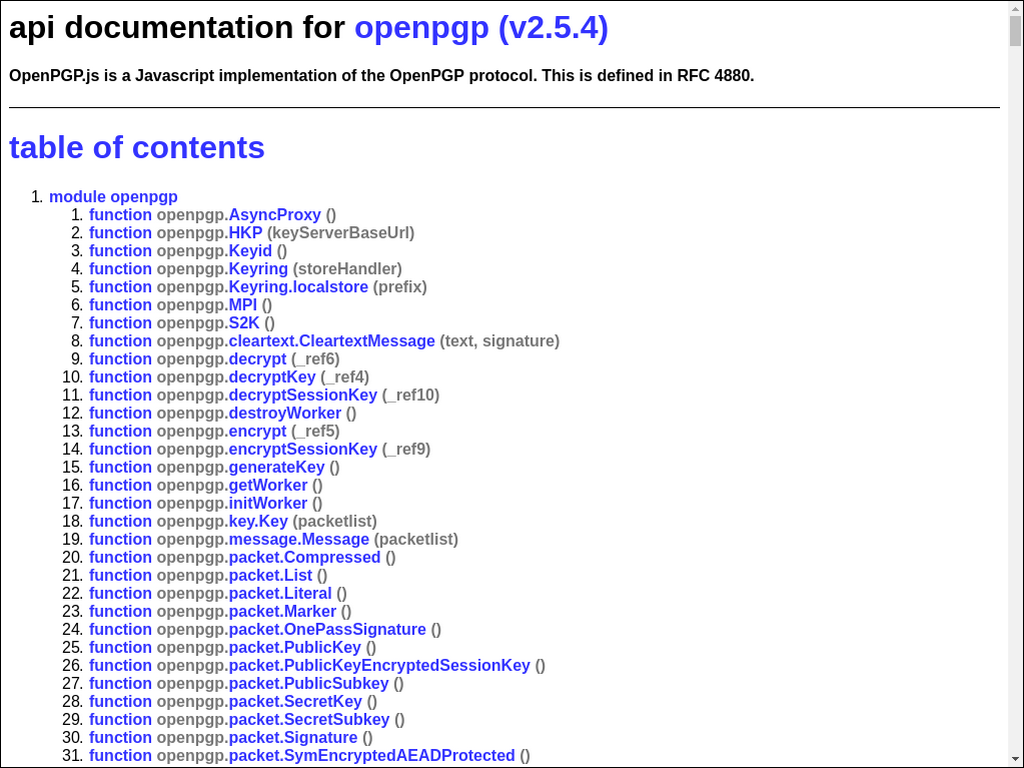 api documentation for openpgp (v2.5.4)
OpenPGP.js is a Javascript implementation of the OpenPGP protocol. This is defined in RFC 4880.
table of contents
1. module openpgp
1. function openpgp.AsyncProxy ()
2. function openpgp.HKP (keyServerBaseUrl)
3. function openpgp.Keyid ()
4. function openpgp.Keyring (storeHandler)
5. function openpgp.Keyring.localstore (prefix)
6. function openpgp.MPI ()
7. function openpgp.S2K ()
8. function openpgp.cleartext.CleartextMessage (text, signature)
9. function openpgp.decrypt (_ref6)
10. function openpgp.decryptKey (_ref4)
11. function openpgp.decryptSessionKey (_ref10)
12. function openpgp.destroyWorker ()
13. function openpgp.encrypt (_ref5)
14. function openpgp.encryptSessionKey (_ref9)
15. function openpgp.generateKey ()
16. function openpgp.getWorker ()
17. function openpgp.initWorker ()
18. function openpgp.key.Key (packetlist)
19. function openpgp.message.Message (packetlist)
20. function openpgp.packet.Compressed ()
21. function openpgp.packet.List ()
22. function openpgp.packet.Literal ()
23. function openpgp.packet.Marker ()
24. function openpgp.packet.OnePassSignature ()
25. function openpgp.packet.PublicKey ()
26. function openpgp.packet.PublicKeyEncryptedSessionKey ()
27. function openpgp.packet.PublicSubkey ()
28. function openpgp.packet.SecretKey ()
29. function openpgp.packet.SecretSubkey ()
30. function openpgp.packet.Signature ()
31. function openpgp.packet.SymEncryptedAEADProtected ()